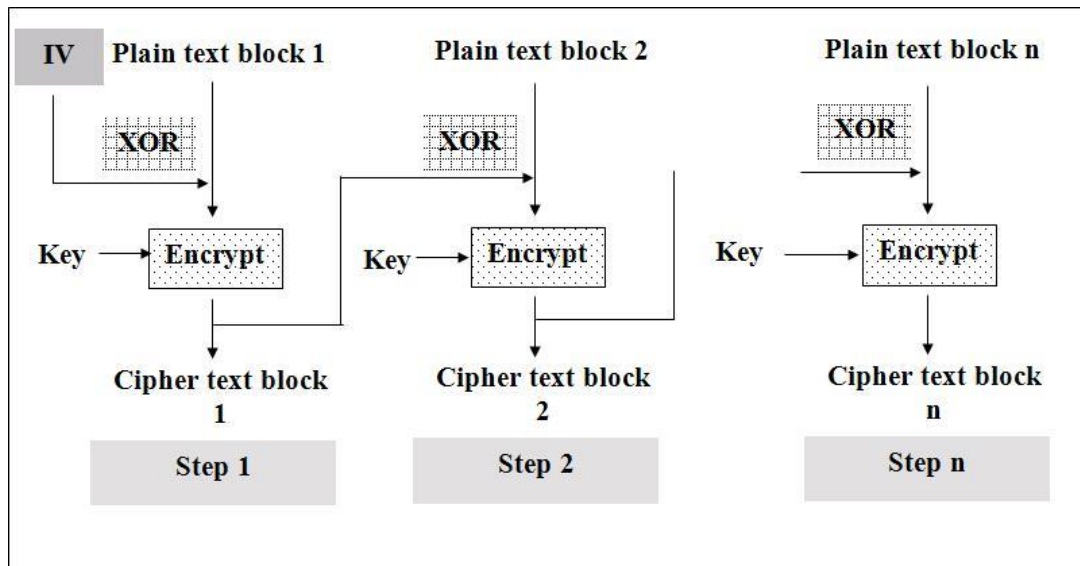 IV
Plain text block 1
Plain text block 2
Plain text block n
XOR
XOR
XOR
Key
Encrypt
Key
Encrypt
Key
Encrypt
Cipher text block
1
Cipher text block
2
Cipher text block
n
Step 1
Step 2
Step n